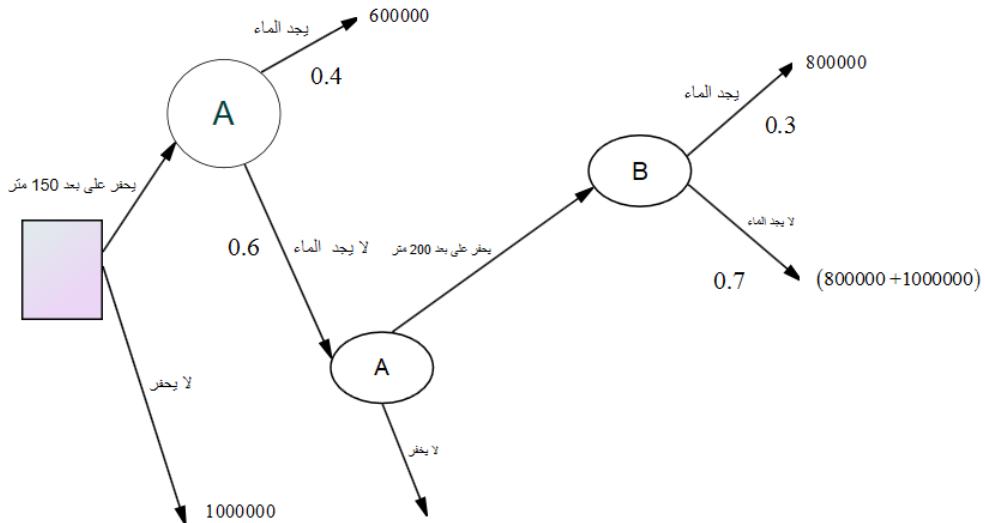 يجد الماء
600000
0.4
A
يجد الماء
800000
0.3
B
يحفر على بعد 150 متر
0.6
لا يجد الماء
يحفر على بعد 200 متر
لا يجد الماء
0.7
(800000+1000000)
A
لا يحفر
لا يخفر
1000000